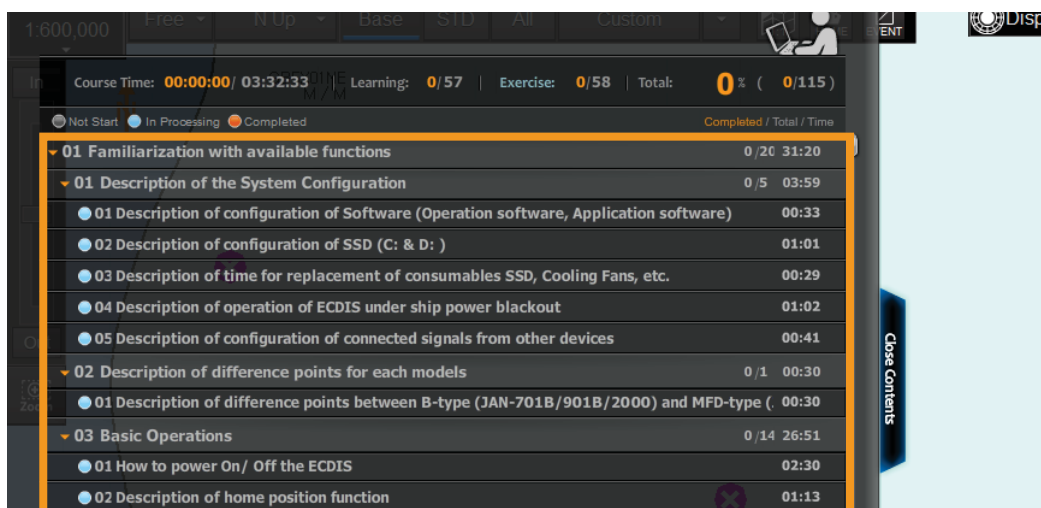 1:600,000 Free N Up Base STD All Custom EVENT Disp
In
Course Time: 00:00:00/ 03:32:33 Learning: 0/57 | Exercise: 0/58 | Total: 0 % ( 0/115 )
Not Start In Processing Completed Completed / Total / Time
01 Familiarization with available functions 0/20 31:20
01 Description of the System Configuration 0/5 03:59
01 Description of configuration of Software (Operation software, Application software) 00:33
02 Description of configuration of SSD (C: & D: ) 01:01
03 Description of time for replacement of consumables SSD, Cooling Fans, etc. 00:29
04 Description of operation of ECDIS under ship power blackout 01:02
05 Description of configuration of connected signals from other devices 00:41
02 Description of difference points for each models 0/1 00:30
01 Description of difference points between B-type (JAN-701B/901B/2000) and MFD-type (. 00:30
03 Basic Operations 0/14 26:51
01 How to power On/ Off the ECDIS 02:30
02 Description of home position function 01:13
Zoom
Close Contents